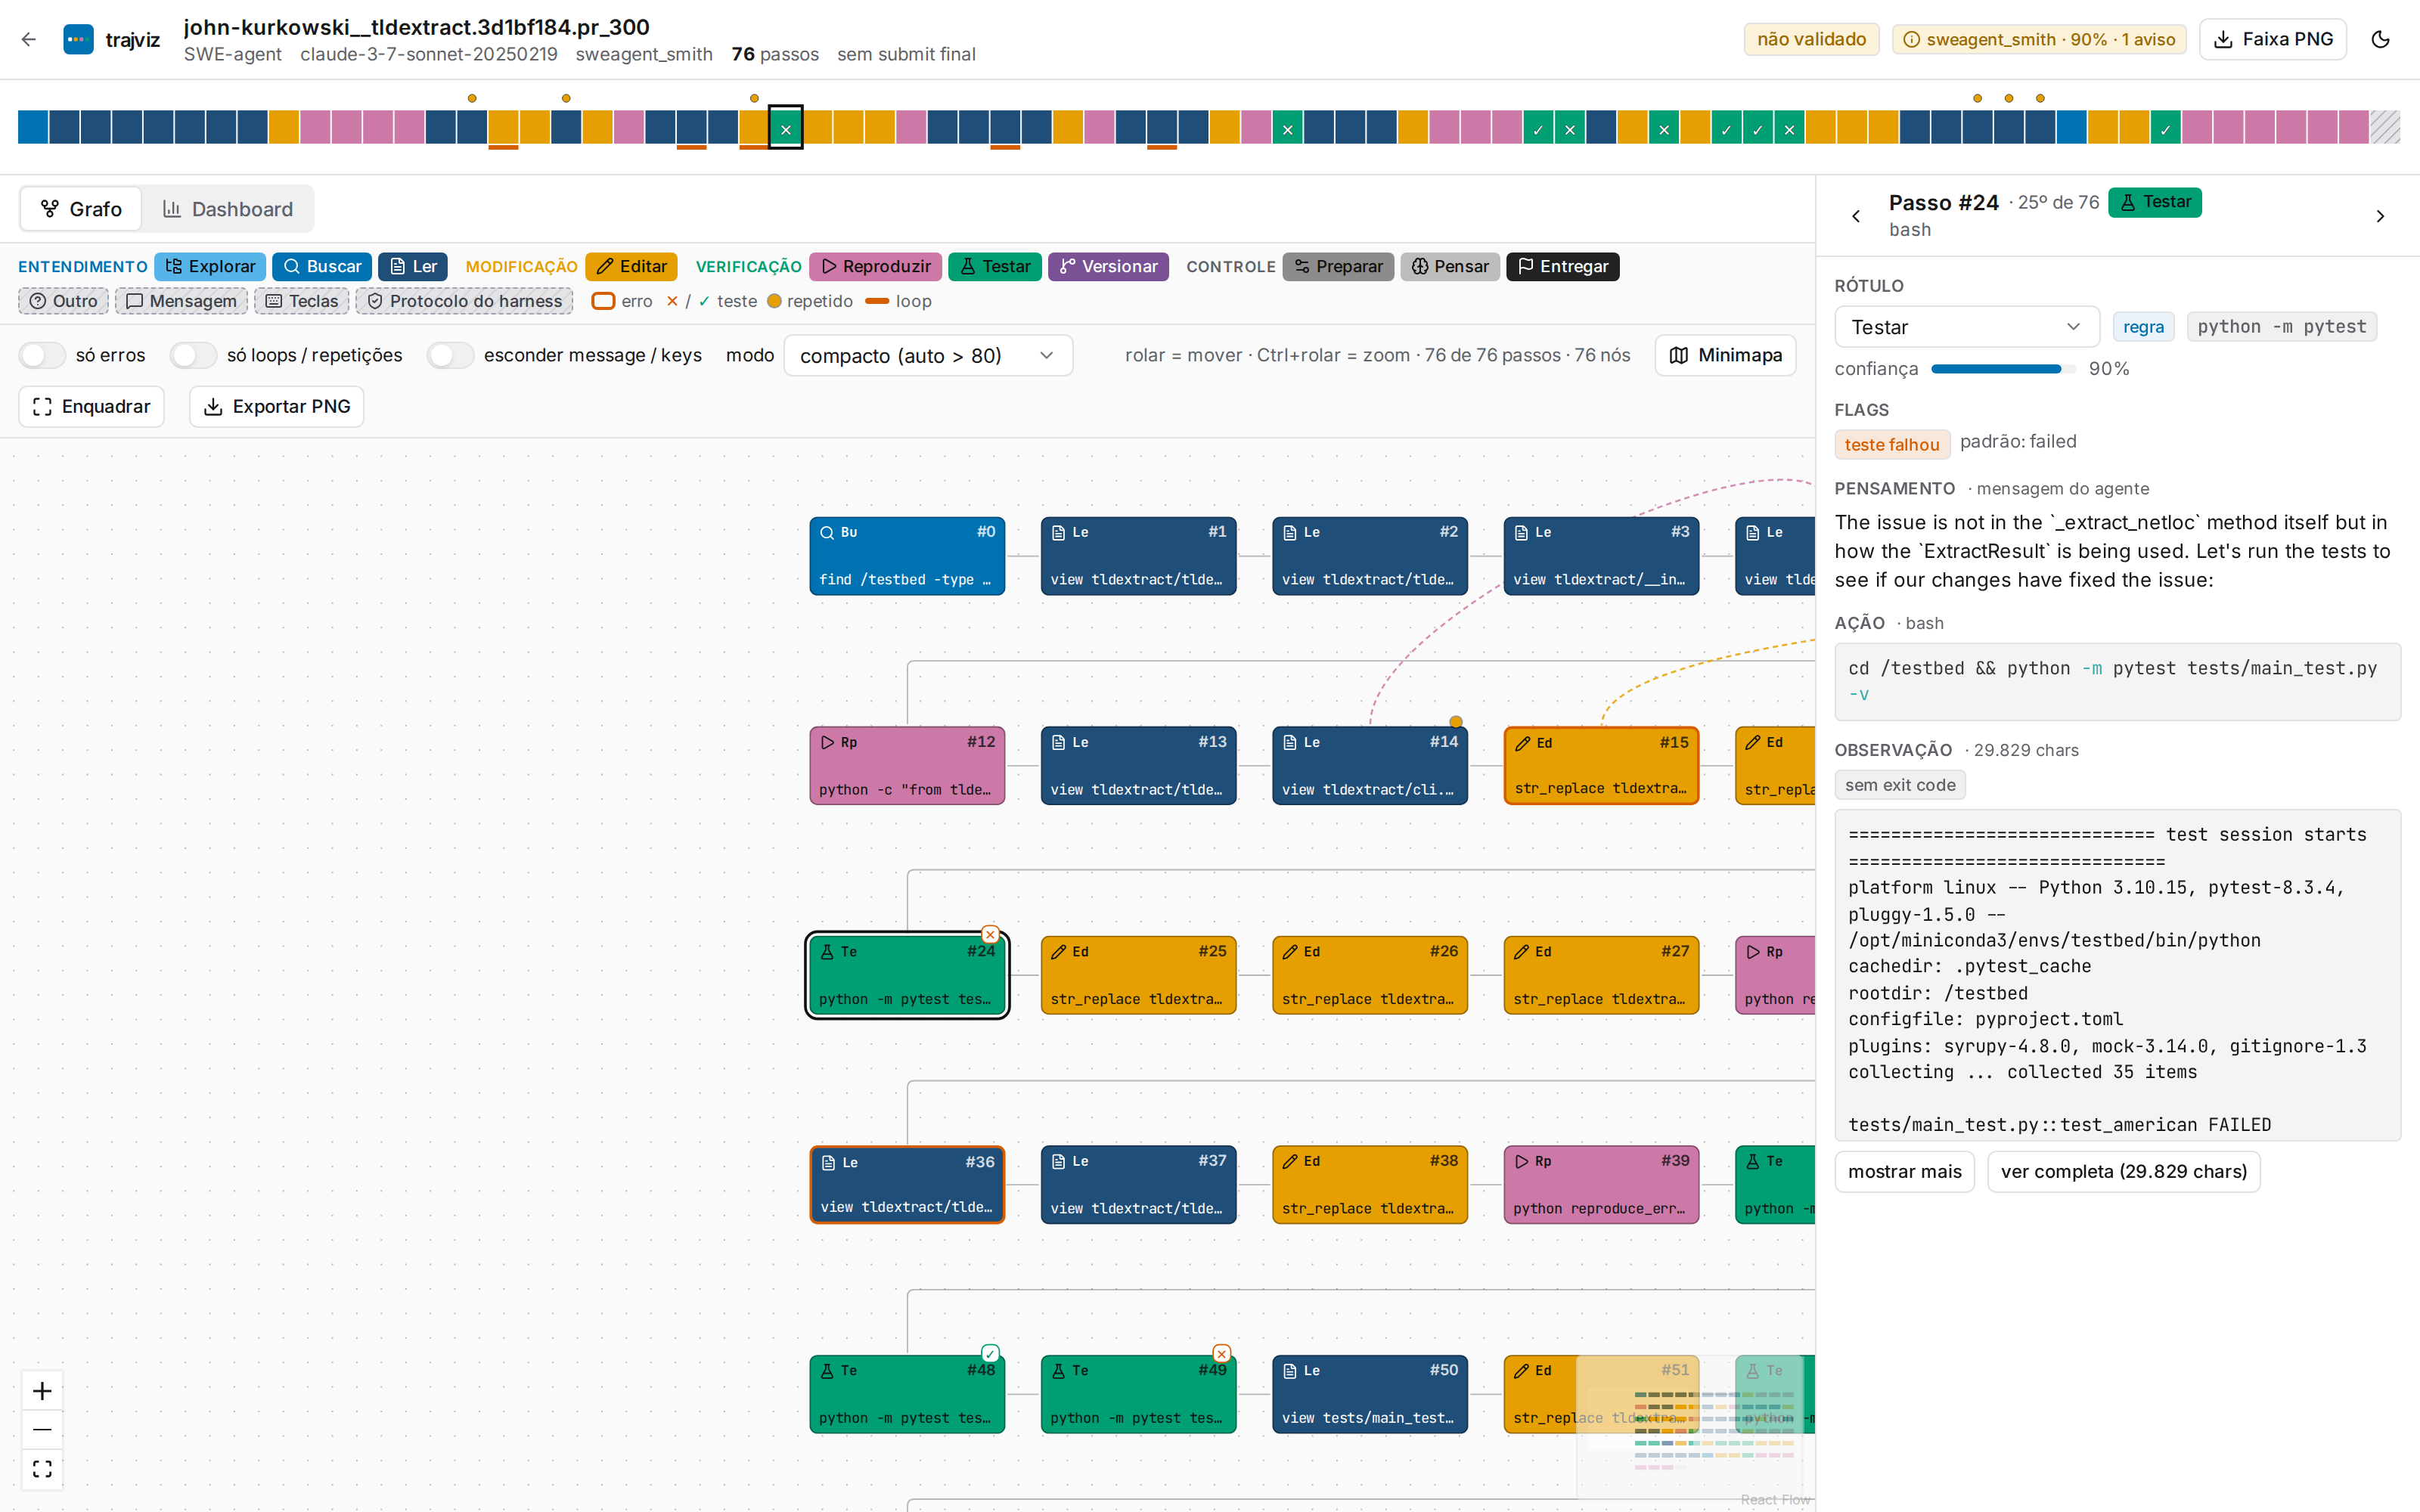 trajviz
john-kurkowski__tldextract.3d1bf184.pr_300
SWE-agent claude-3-7-sonnet-20250219 sweagent_smith 76 passos sem submit final
não validado
sweagent_smith · 90% · 1 aviso
Faixa PNG
Grafo
Dashboard
ENTENDIMENTO Explorar Buscar Ler MODIFICAÇÃO Editar VERIFICAÇÃO Reproduzir Testar Versionar CONTROLE Preparar Pensar Entregar
Outro Mensagem Teclas Protocolo do harness erro × / ✓ teste repetido loop
só erros só loops / repetições esconder message / keys modo compacto (auto > 80) rolar = mover · Ctrl+rolar = zoom · 76 de 76 passos · 76 nós Minimapa
Enquadrar Exportar PNG
Bu #0
find /testbed -type …
Le #1
view tldextract/tlde…
Le #2
view tldextract/tlde…
Le #3
view tldextract/__in…
Le
view tlde
Rp #12
python -c "from tlde…
Le #13
view tldextract/tlde…
Le #14
view tldextract/cli.…
Ed #15
str_replace tldextra…
Ed
str_repla
Te #24
python -m pytest tes…
Ed #25
str_replace tldextra…
Ed #26
str_replace tldextra…
Ed #27
str_replace tldextra…
Rp
python re
Le #36
view tldextract/tlde…
Le #37
view tldextract/tlde…
Ed #38
str_replace tldextra…
Rp #39
python reproduce_err…
Te
python -m
Te #48
python -m pytest tes…
Te #49
python -m pytest tes…
Le #50
view tests/main_test…
Ed #51
str_replace tldextra…
Te
python -m
React Flow
Passo #24 · 25º de 76 Testar
bash
RÓTULO
Testar regra python -m pytest
confiança 90%
FLAGS
teste falhou padrão: failed
PENSAMENTO · mensagem do agente
The issue is not in the `_extract_netloc` method itself but in
how the `ExtractResult` is being used. Let's run the tests to
see if our changes have fixed the issue:
AÇÃO · bash
cd /testbed && python -m pytest tests/main_test.py
-v
OBSERVAÇÃO · 29.829 chars
sem exit code
============================= test session starts
==============================
platform linux -- Python 3.10.15, pytest-8.3.4,
pluggy-1.5.0 --
/opt/miniconda3/envs/testbed/bin/python
cachedir: .pytest_cache
rootdir: /testbed
configfile: pyproject.toml
plugins: syrupy-4.8.0, mock-3.14.0, gitignore-1.3
collecting ... collected 35 items
tests/main_test.py::test_american FAILED
mostrar mais
ver completa (29.829 chars)